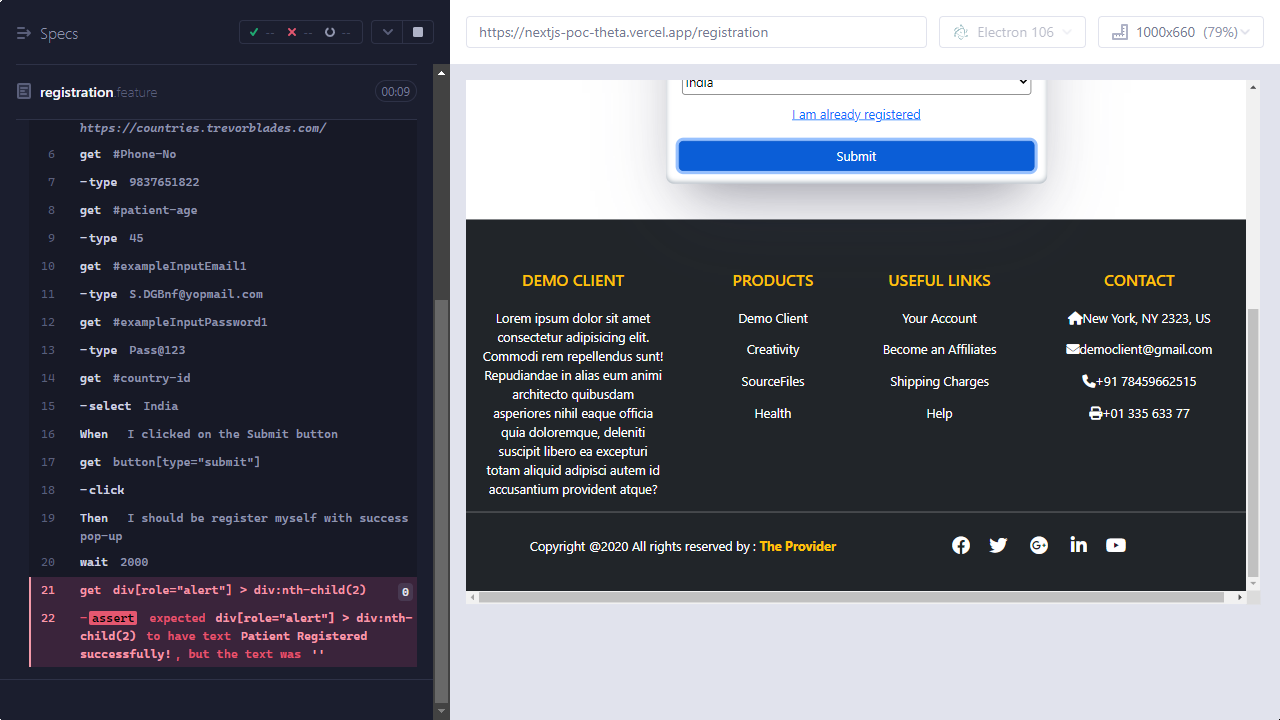 Specs
-- -- --
https://nextjs-poc-theta.vercel.app/registration
Electron 106
1000x660 (79%)
registration feature
00:09
https://countries.trevorblades.com/
6 get #Phone-No
7 -type 9837651822
8 get #patient-age
9 -type 45
10 get #exampleInputEmail1
11 -type S.DGBnf@yopmail.com
12 get #exampleInputPassword1
13 -type Pass@123
14 get #country-id
15 -select India
16 When I clicked on the Submit button
17 get button[type="submit"]
18 -click
19 Then I should be register myself with success
pop-up
20 wait 2000
21 get div[role="alert"] > div:nth-child(2) 0
22 -assert expected div[role="alert"] > div:nth-
child(2) to have text Patient Registered
successfully!, but the text was ''
India
I am already registered
Submit
DEMO CLIENT
Lorem ipsum dolor sit amet
consectetur adipisicing elit.
Commodi rem repellendus sunt!
Repudiandae in alias eum animi
architecto quibusdam
asperiores nihil eaque officia
quia doloremque, deleniti
suscipit libero ea excepturi
totam aliquid adipisci autem id
accusantium provident atque?
PRODUCTS
Demo Client
Creativity
SourceFiles
Health
USEFUL LINKS
Your Account
Become an Affiliates
Shipping Charges
Help
CONTACT
New York, NY 2323, US
democlient@gmail.com
+91 78459662515
+01 335 633 77
Copyright @2020 All rights reserved by : The Provider